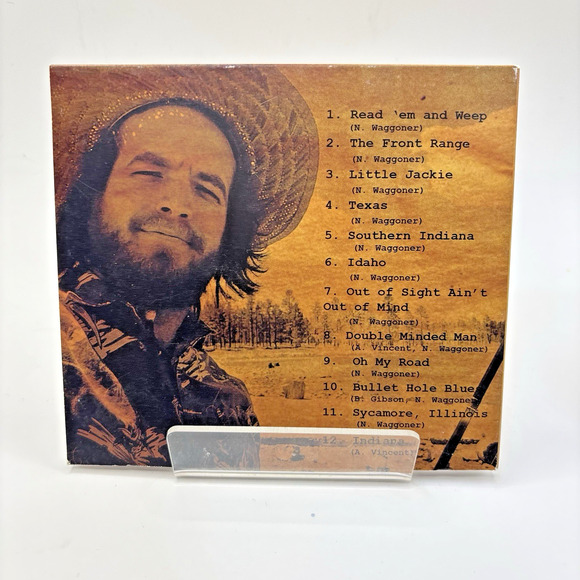 1. Read 'em and Weep
(N. Waggoner)
2. The Front Range
(N. Waggoner)
3. Little Jackie
(N. Waggoner)
4. Texas
(N. Waggoner)
5. Southern Indiana
(N. Waggoner)
6. Idaho
(N. Waggoner)
7. Out of Sight Ain't
Out of Mind
(N. Waggoner)
8. Double Minded Man
(A. Vincent, N. Waggoner)
9. Oh My Road
(N. Waggoner)
10. Bullet Hole Blue
(B. Gibson, N. Waggoner)
11. Sycamore, Illinois
(N. Waggoner)
12. Indiana
(A. Vincent)